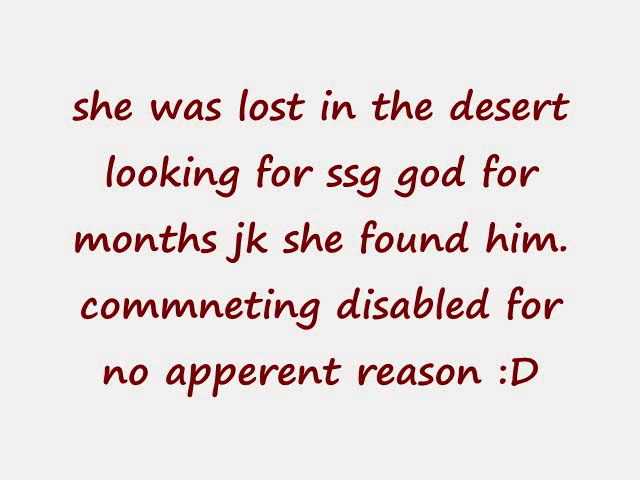 she was lost in the desert
looking for ssg god for
months jk she found him.
commneting disabled for
no apperent reason :D